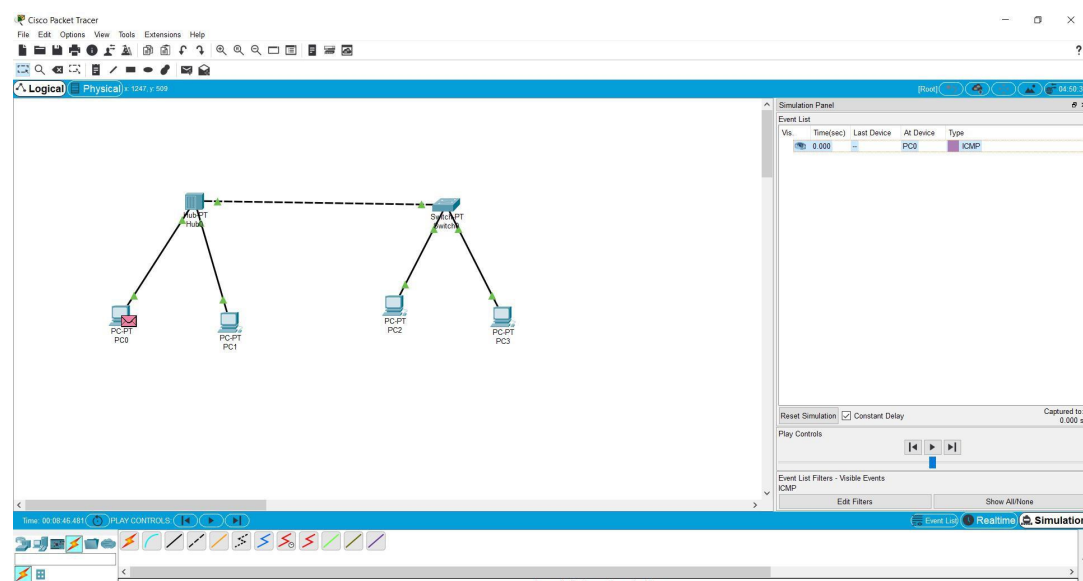 Cisco Packet Tracer
File Edit Options View Tools Extensions Help
?
Logical Physical x: 1247, y: 509 [Root] 04:50:3
Simulation Panel
Event List
Vis. Time(sec) Last Device At Device Type
0.000 -- PC0 ICMP
Hub-PT
Switch-PT
Switch0
PC-PT
PC0
PC-PT
PC1
PC-PT
PC2
PC-PT
PC3
Reset Simulation Constant Delay Captured to:
0.000 s
Play Controls
Event List Filters - Visible Events
ICMP
Edit Filters Show All/None
Time: 00:08:46.481 PLAY CONTROLS: Event List Realtime Simulation